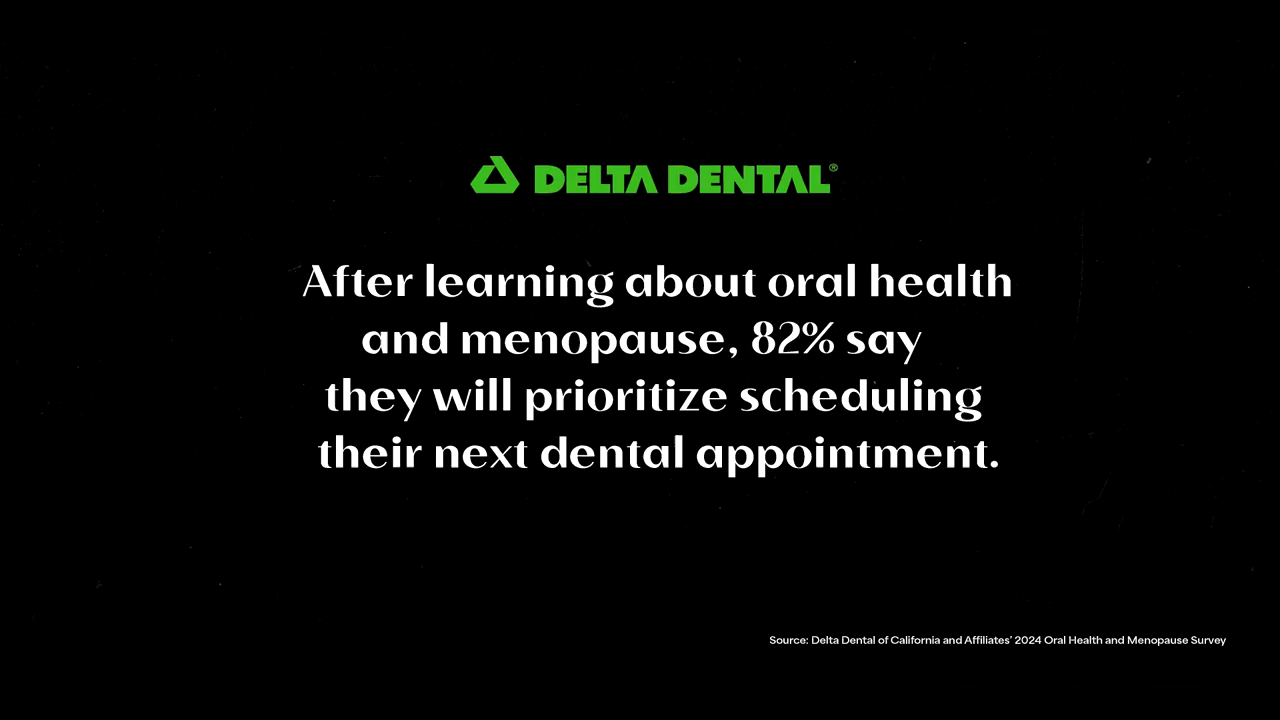 DELTA DENTAL®
After learning about oral health
and menopause, 82% say
they will prioritize scheduling
their next dental appointment.
Source: Delta Dental of California and Affiliates’ 2024 Oral Health and Menopause Survey